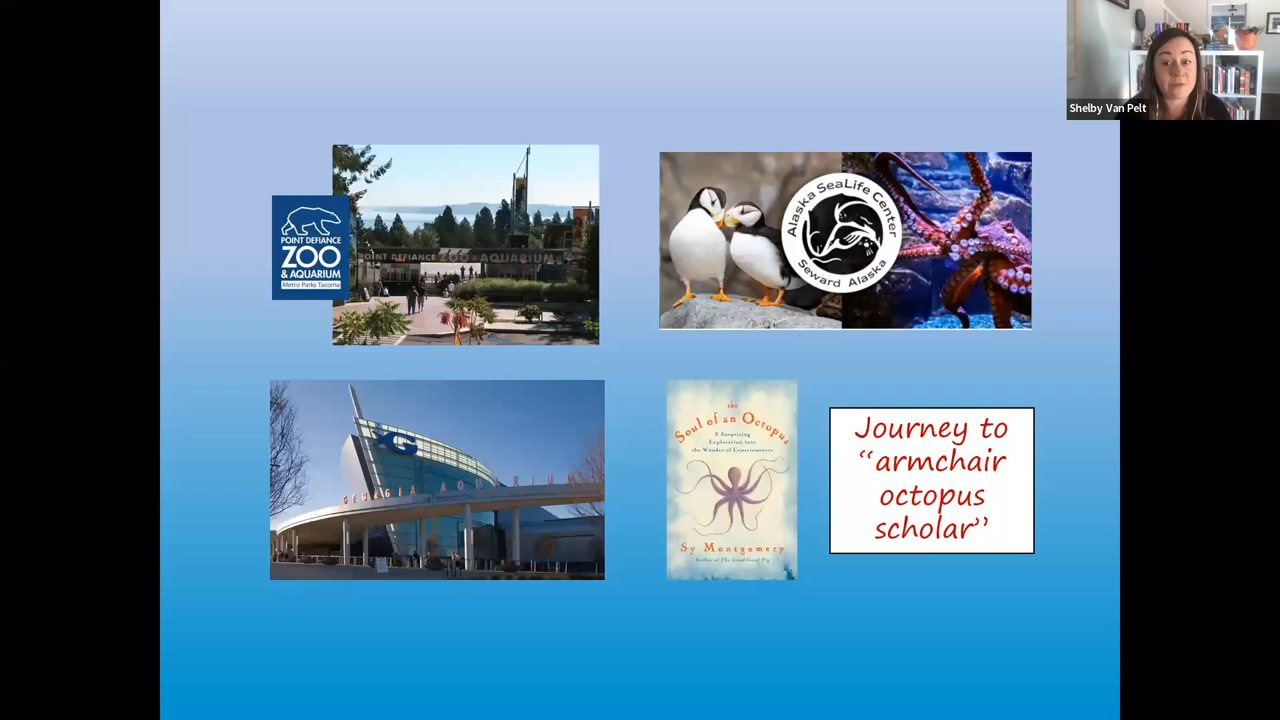 Shelby Van Pelt
POINT DEFIANCE
ZOO
& AQUARIUM
Metro Parks Tacoma
POINT DEFIANCE ZOO & AQUARIUM
Alaska SeaLife Center
Seward Alaska
GEORGIA AQUARIUM
the
Soul of an Octopus
A Surprising
Exploration into
the Wonder of Consciousness
Sy Montgomery
Author of The Good Good Pig
Journey to
“armchair
octopus
scholar”